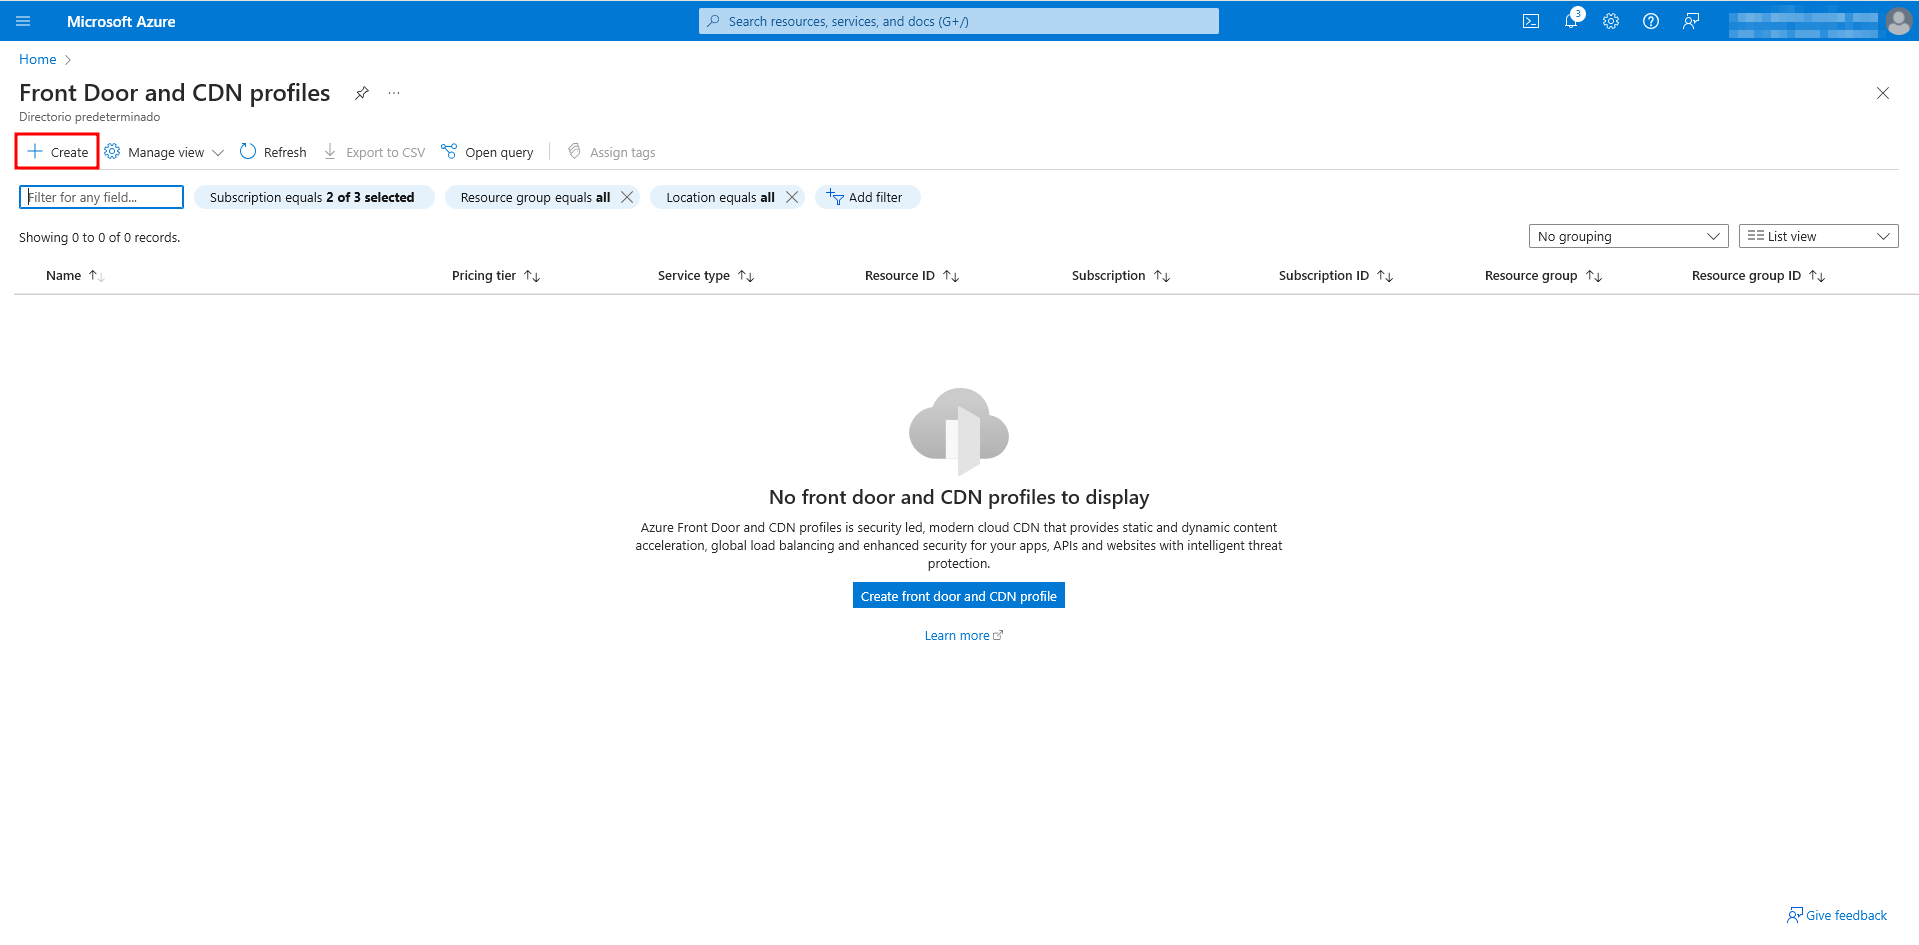 Microsoft Azure
Search resources, services, and docs (G+/)
3
Home
Front Door and CDN profiles
Directorio predeterminado
Create
Manage view
Refresh
Export to CSV
Open query
Assign tags
Filter for any field...
Subscription equals 2 of 3 selected
Resource group equals all
Location equals all
Add filter
Showing 0 to 0 of 0 records.
No grouping
List view
Name
Pricing tier
Service type
Resource ID
Subscription
Subscription ID
Resource group
Resource group ID
No front door and CDN profiles to display
Azure Front Door and CDN profiles is security led, modern cloud CDN that provides static and dynamic content
acceleration, global load balancing and enhanced security for your apps, APIs and websites with intelligent threat
protection.
Create front door and CDN profile
Learn more
Give feedback